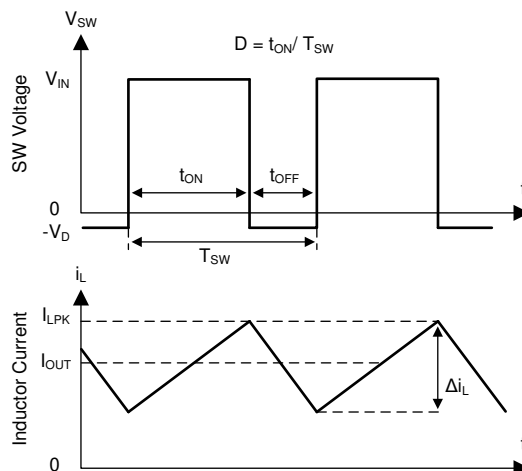 V_SW
D = t_ON/ T_SW
V_IN
SW Voltage
t_ON
t_OFF
t
0
-V_D
T_SW
i_L
I_LPK
I_OUT
Inductor Current
Δi_L
0
t